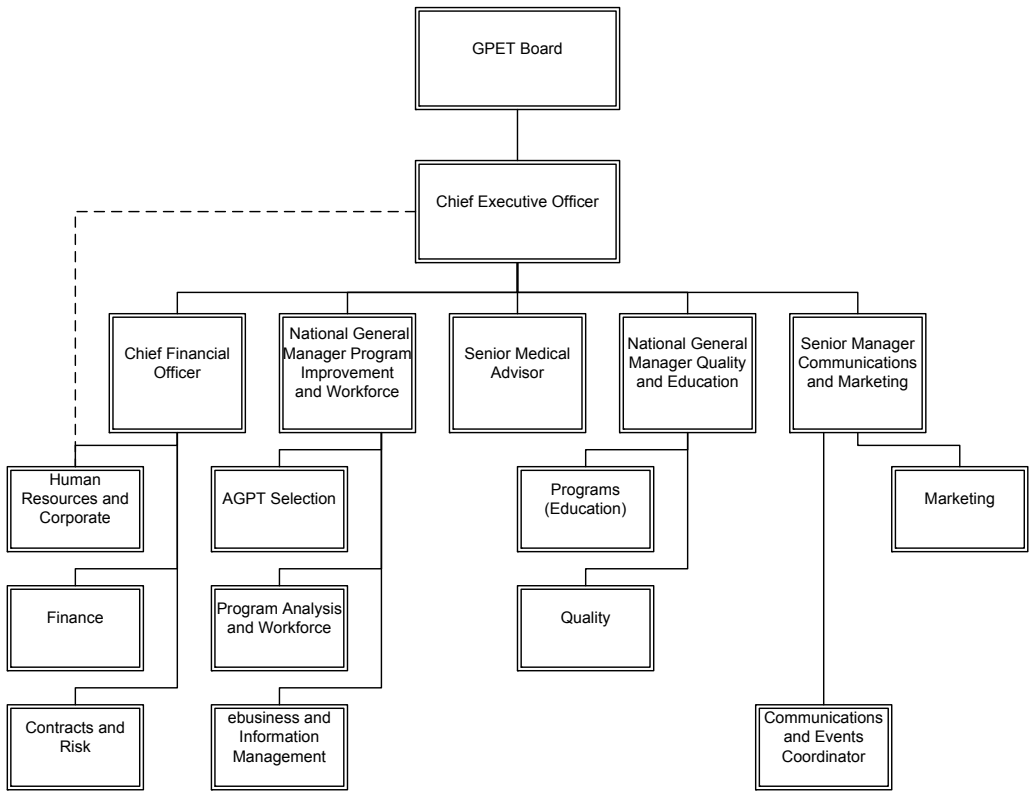 GPET Board
Chief Executive Officer
Chief Financial
Officer
National General
Manager Program
Improvement
and Workforce
Senior Medical
Advisor
National General
Manager Quality
and Education
Senior Manager
Communications
and Marketing
Human
Resources and
Corporate
AGPT Selection
Programs
(Education)
Marketing
Finance
Program Analysis
and Workforce
Quality
Contracts and
Risk
ebusiness and
Information
Management
Communications
and Events
Coordinator